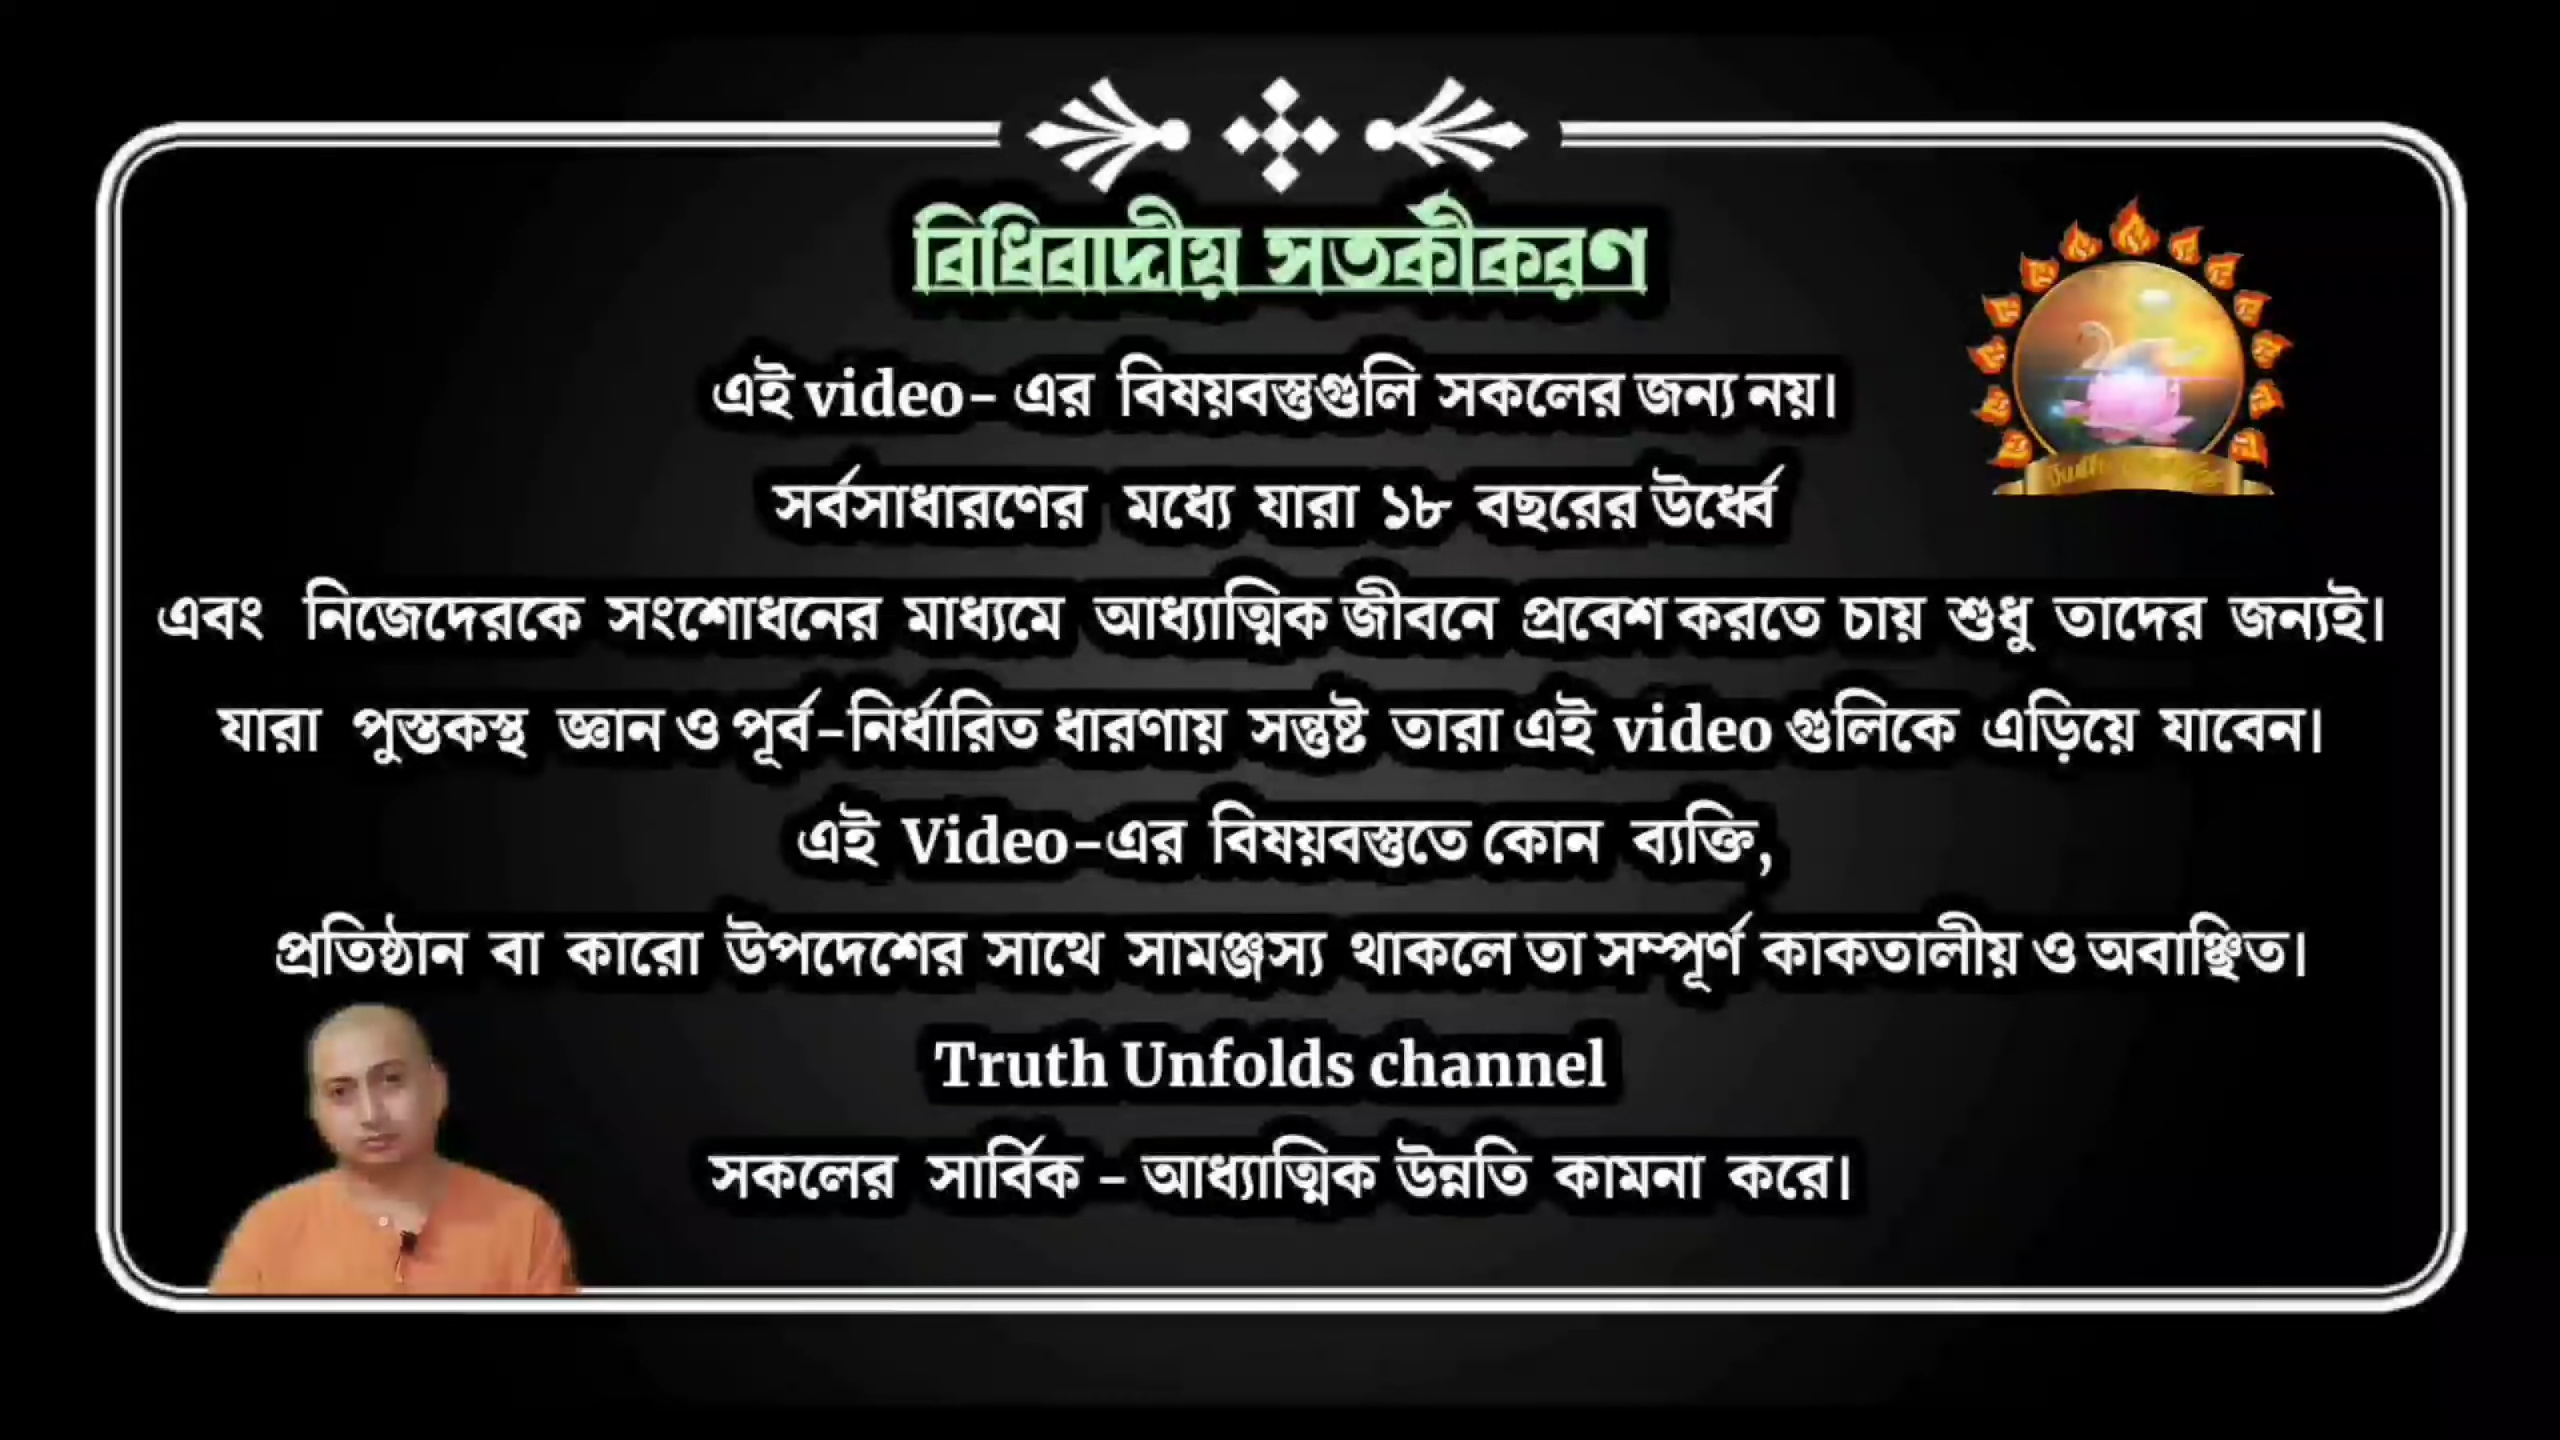 বিধিবাদীয় সতর্কীকরণ
এই video- এর বিষয়বস্তুগুলি সকলের জন্য নয়।
সর্বসাধারণের মধ্যে যারা ১৮ বছরের উর্ধ্বে
এবং নিজেদেরকে সংশোধনের মাধ্যমে আধ্যাত্মিক জীবনে প্রবেশ করতে চায় শুধু তাদের জন্যই।
যারা পুস্তকস্থ জ্ঞান ও পূর্ব-নির্ধারিত ধারণায় সন্তুষ্ট তারা এই video গুলিকে এড়িয়ে যাবেন।
এই Video-এর বিষয়বস্তুতে কোন ব্যক্তি,
প্রতিষ্ঠান বা কারো উপদেশের সাথে সামঞ্জস্য থাকলে তা সম্পূর্ণ কাকতালীয় ও অবাঞ্ছিত।
Truth Unfolds channel
সকলের সার্বিক - আধ্যাত্মিক উন্নতি কামনা করে।